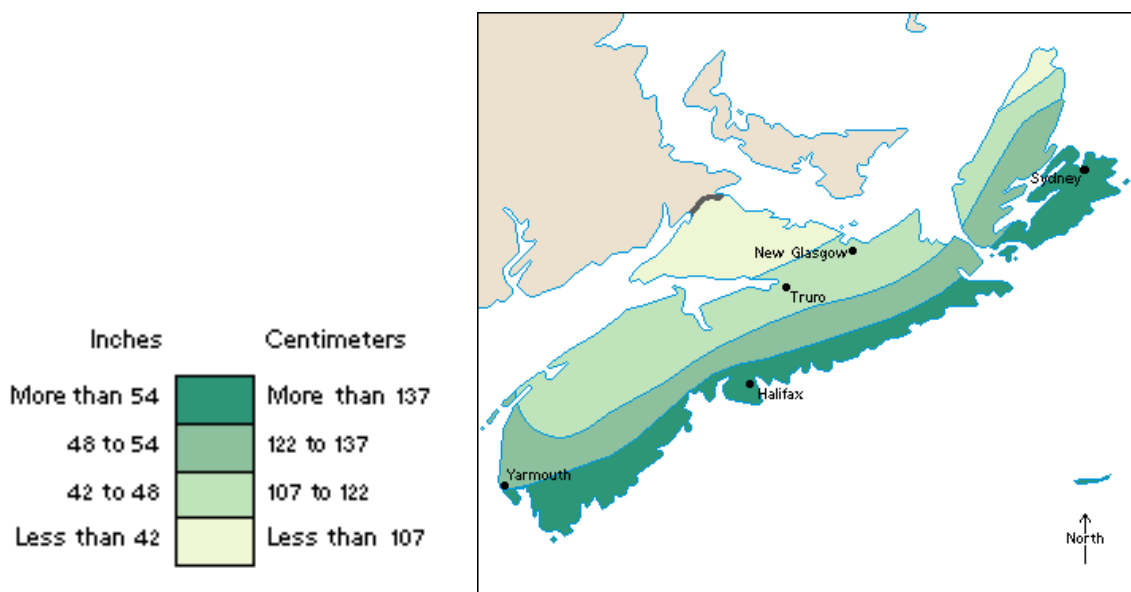 Inches Centimeters
More than 54 More than 137
48 to 54 122 to 137
42 to 48 107 to 122
Less than 42 Less than 107
Sydney
New Glasgow
Truro
Halifax
Yarmouth
North